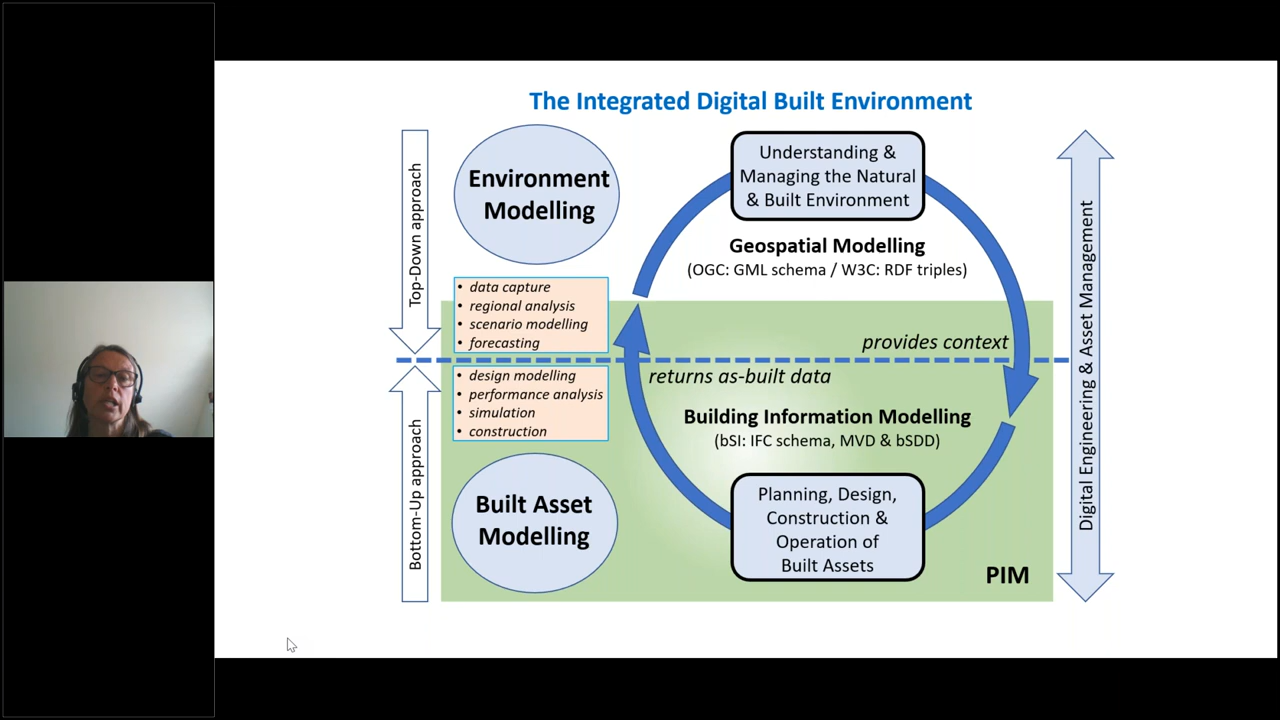 The Integrated Digital Built Environment
Top-Down approach
Environment
Modelling
• data capture
• regional analysis
• scenario modelling
• forecasting
Understanding &
Managing the Natural
& Built Environment
Geospatial Modelling
(OGC: GML schema / W3C: RDF triples)
provides context
returns as-built data
Bottom-Up approach
• design modelling
• performance analysis
• simulation
• construction
Built Asset
Modelling
Building Information Modelling
(bSI: IFC schema, MVD & bSDD)
Planning, Design,
Construction &
Operation of
Built Assets
PIM
Digital Engineering & Asset Management